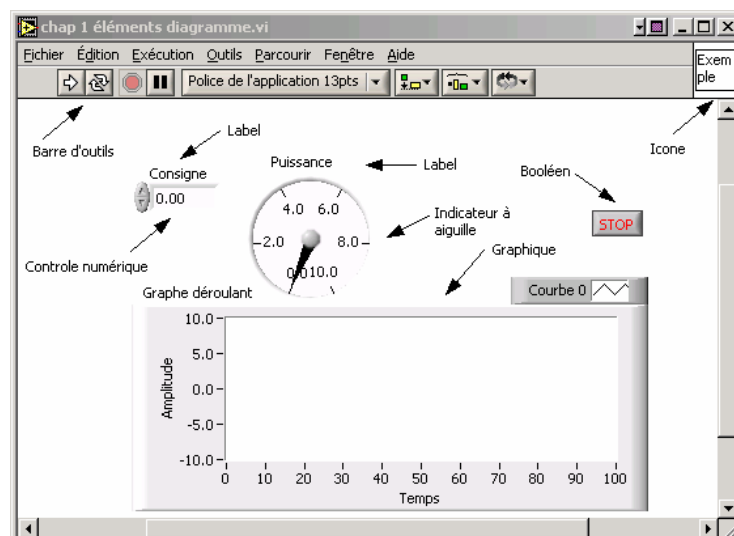 chap 1 éléments diagramme.vi
Fichier Édition Exécution Outils Parcourir Fenêtre Aide
Police de l'application 13pts
Exem
ple
Barre d'outils
Label
Icone
Puissance
Label
Booléen
Consigne
0.00
4.0 6.0
2.0 8.0
0.0 10.0
Indicateur à
aiguille
STOP
Controle numérique
Graphique
Graphe déroulant
Courbe 0
10.0
5.0
0.0
-5.0
-10.0
Amplitude
0 10 20 30 40 50 60 70 80 90 100
Temps